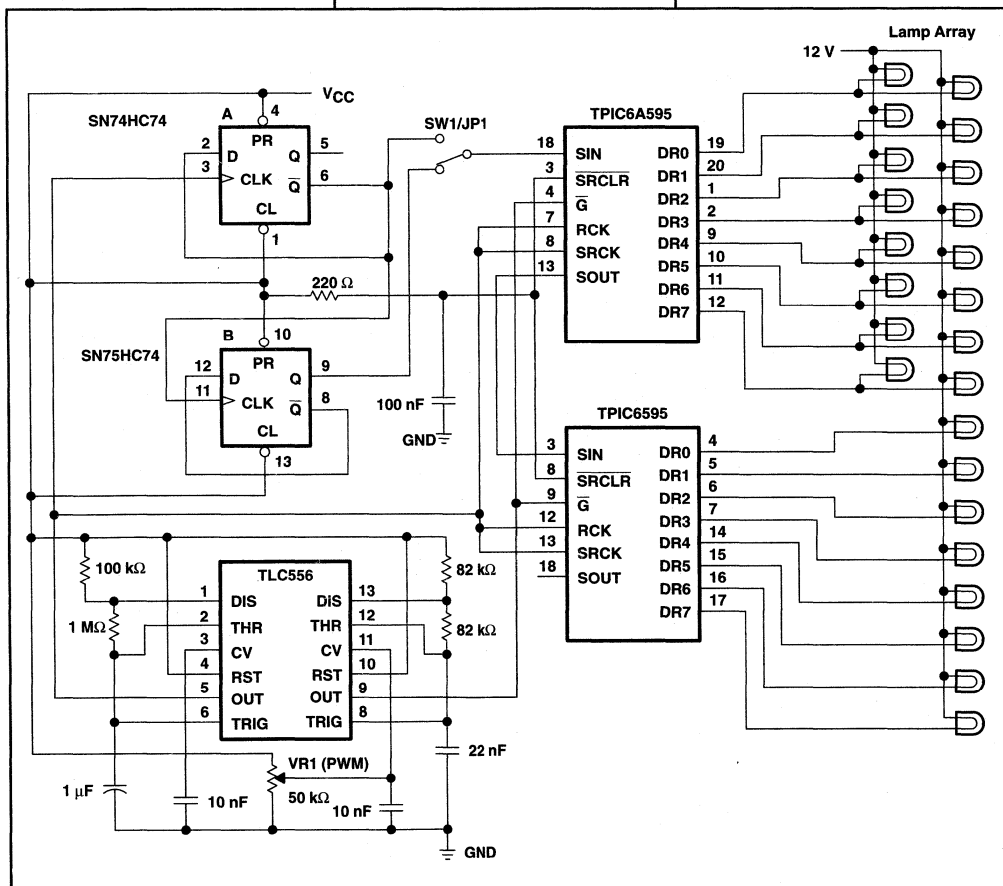 Lamp Array
12 V
VCC
SN74HC74
A
4
PR
2
D
Q
5
3
CLK
Q
6
CL
1
SW1/JP1
220 Ω
SN75HC74
B
10
PR
12
D
Q
9
11
CLK
Q
8
CL
13
100 nF
GND
TPIC6A595
18
SIN
3
SRCLR
4
G
7
RCK
8
SRCK
13
SOUT
DR0
19
DR1
20
DR2
1
DR3
2
DR4
9
DR5
10
DR6
11
DR7
12
TPIC6595
3
SIN
8
SRCLR
9
G
12
RCK
13
SRCK
18
SOUT
DR0
4
DR1
5
DR2
6
DR3
7
DR4
14
DR5
15
DR6
16
DR7
17
100 kΩ
1 MΩ
TLC556
1
DIS
2
THR
3
CV
4
RST
5
OUT
6
TRIG
DiS
13
THR
12
CV
11
RST
10
OUT
9
TRIG
8
82 kΩ
82 kΩ
22 nF
VR1 (PWM)
50 kΩ
1 µF
10 nF
10 nF
GND